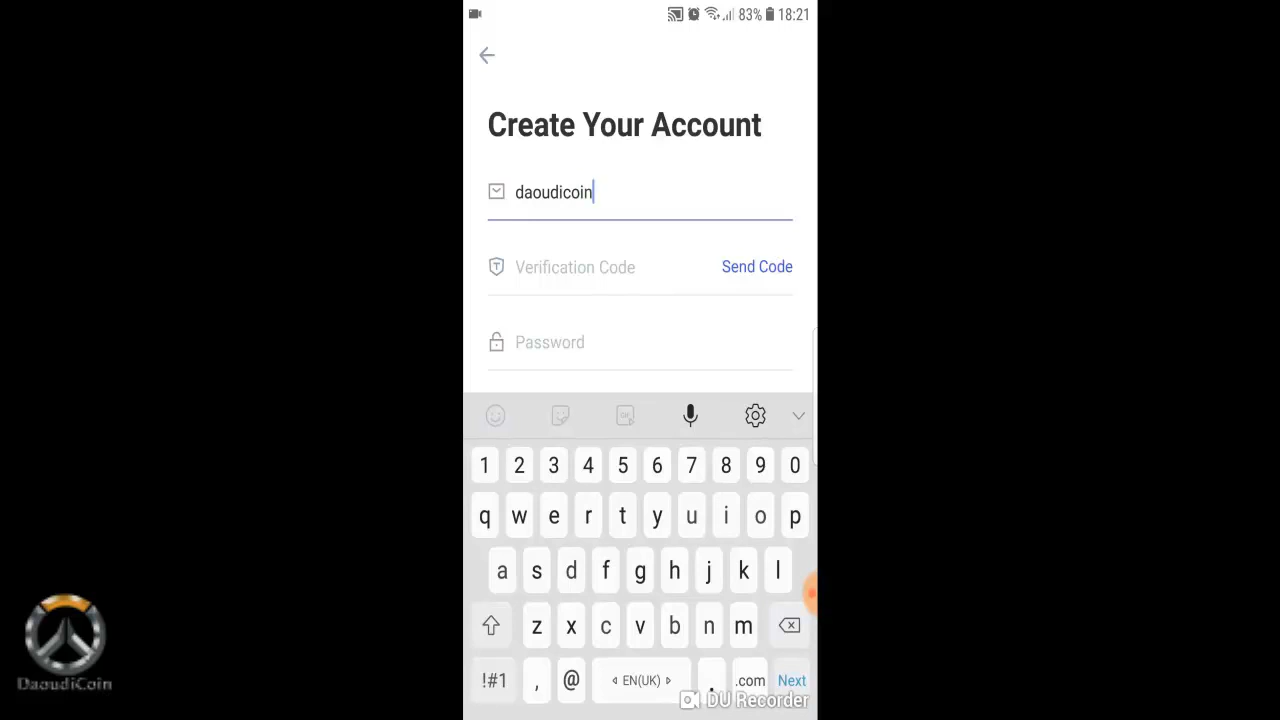 83% 18:21
Create Your Account
daoudicoin
Verification Code Send Code
Password
GIF
1 2 3 4 5 6 7 8 9 0
q w e r t y u i o p
a s d f g h j k l
z x c v b n m
!#1 , @ EN(UK) . .com Next
DU Recorder
DaoudiCoin